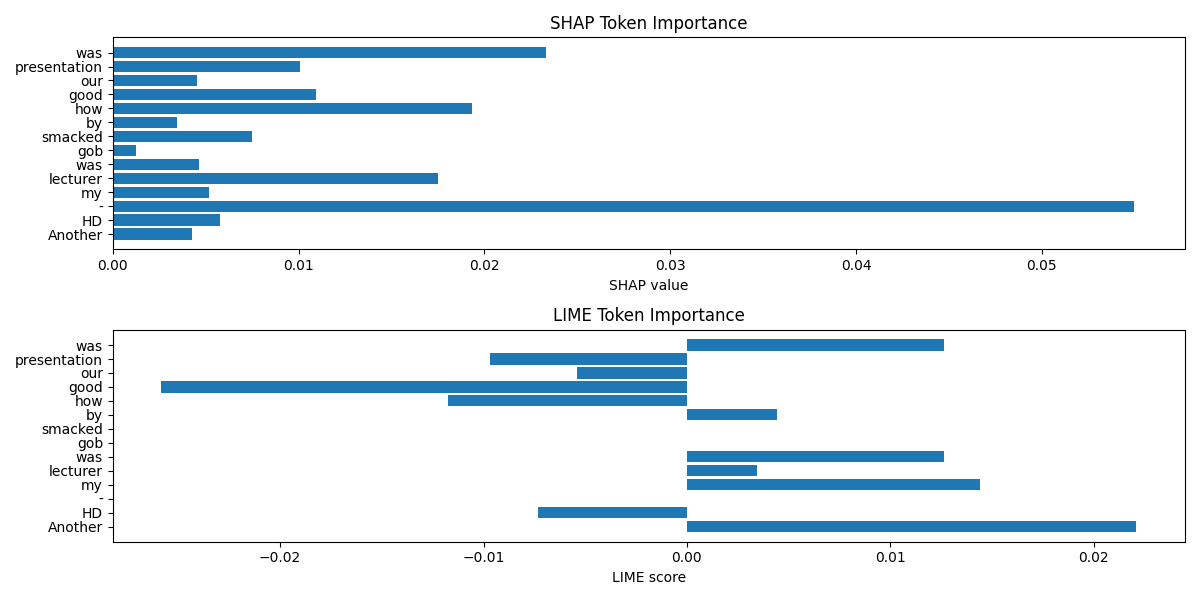 SHAP Token Importance
was
presentation
our
good
how
by
smacked
gob
was
lecturer
my
-
HD
Another
0.00 0.01 0.02 0.03 0.04 0.05
SHAP value
LIME Token Importance
was
presentation
our
good
how
by
smacked
gob
was
lecturer
my
-
HD
Another
−0.02 −0.01 0.00 0.01 0.02
LIME score